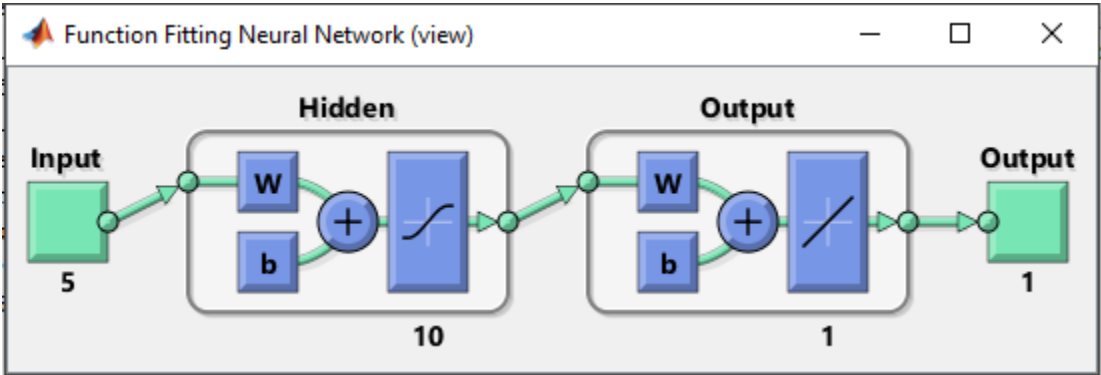 Function Fitting Neural Network (view)
Hidden
Output
Input
Output
W
W
+
+
b
b
5
1
10
1